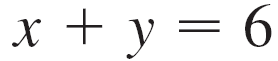 x + y = 6